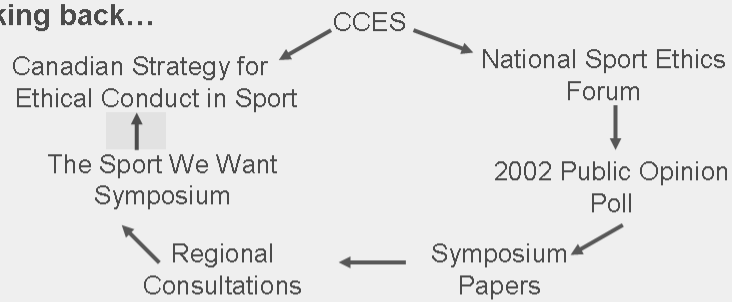 king back…
CCES
Canadian Strategy for
Ethical Conduct in Sport
National Sport Ethics
Forum
The Sport We Want
Symposium
2002 Public Opinion
Poll
Regional
Consultations
Symposium
Papers